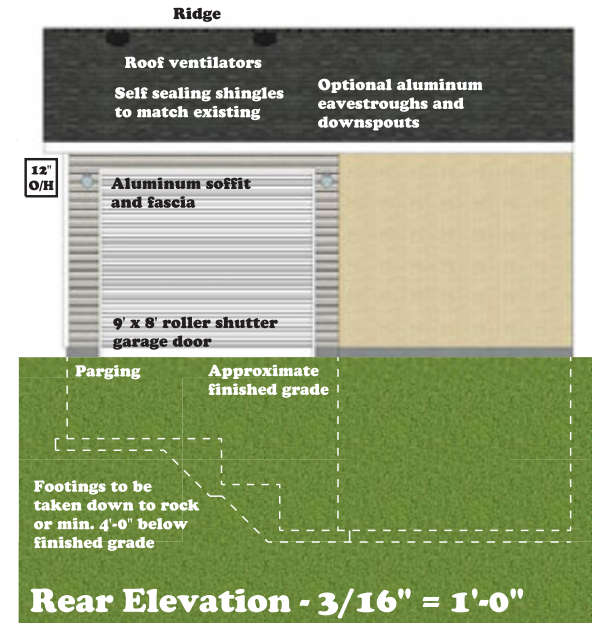 Ridge
Roof ventilators
Self sealing shingles
to match existing
Optional aluminum
eavestroughs and
downspouts
12"
O/H
Aluminum soffit
and fascia
9' x 8' roller shutter
garage door
Parging
Approximate
finished grade
Footings to be
taken down to rock
or min. 4'-0" below
finished grade
Rear Elevation - 3/16" = 1'-0"